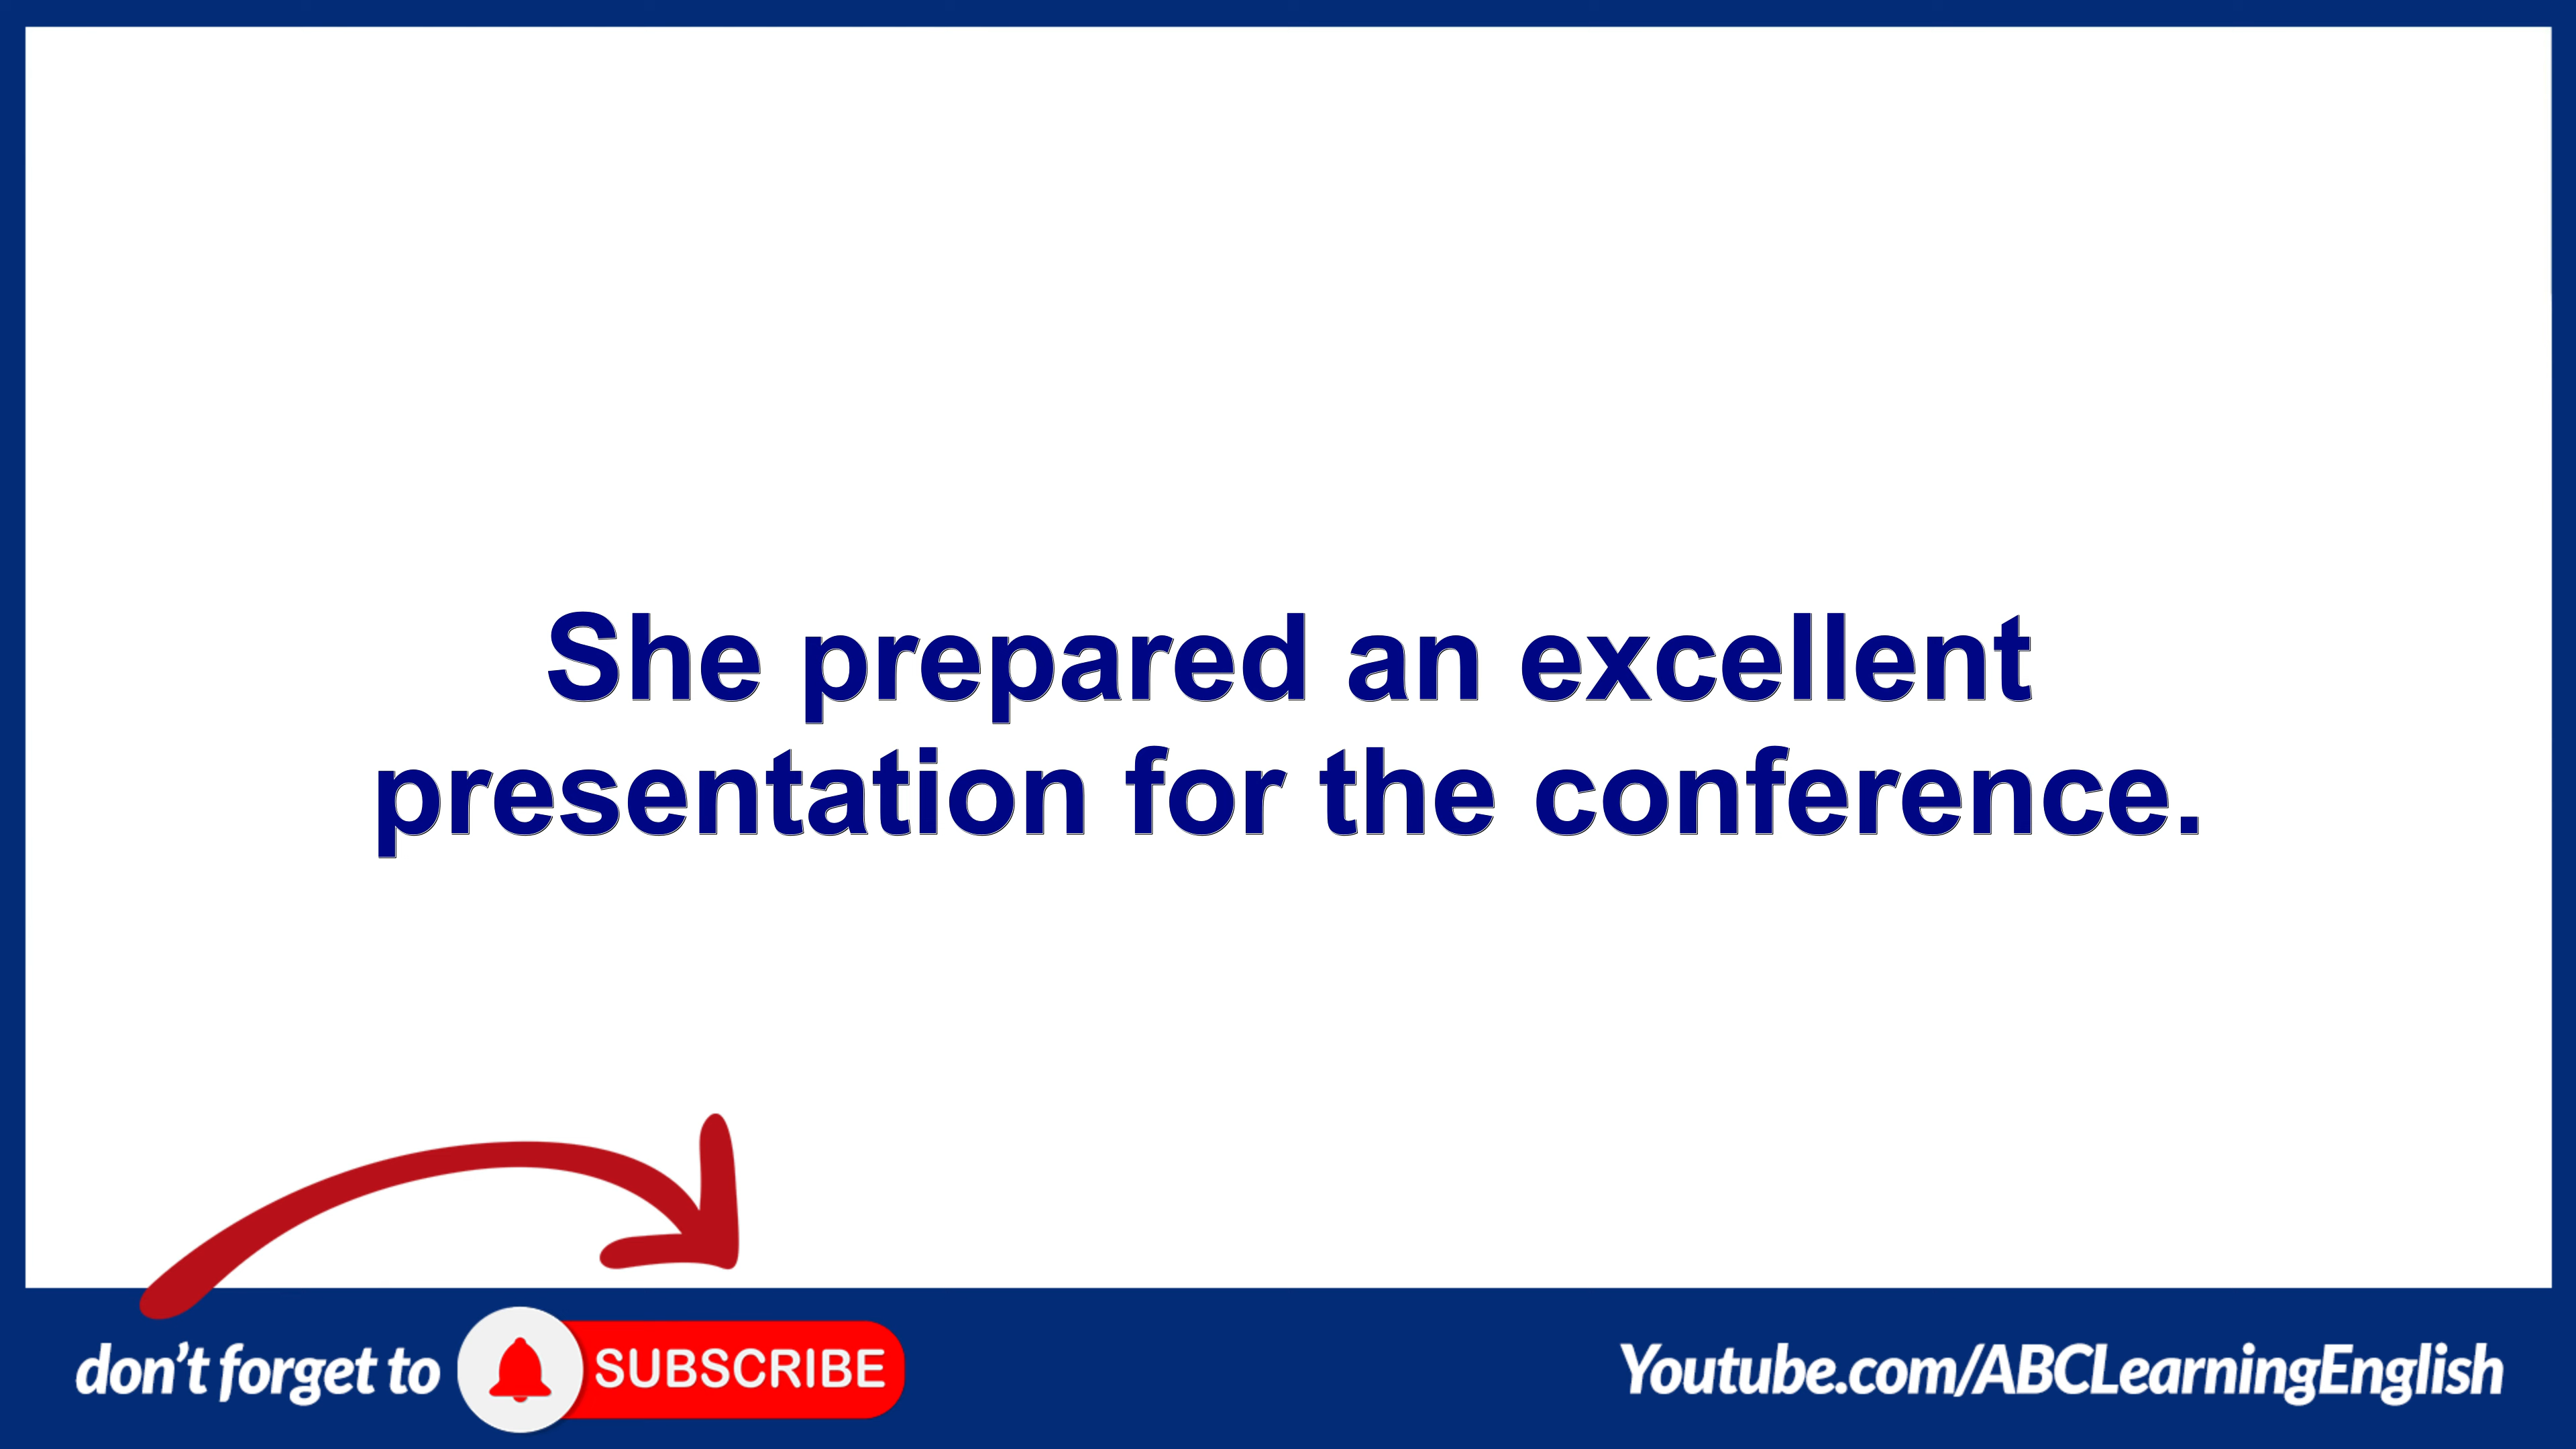 She prepared an excellent
presentation for the conference.
don't forget to SUBSCRIBE
Youtube.com/ABCLearningEnglish